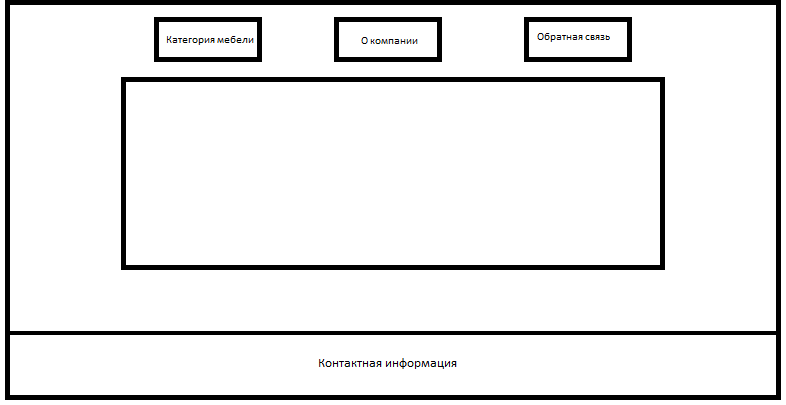 Категория мебели
О компании
Обратная связь
Контактная информация